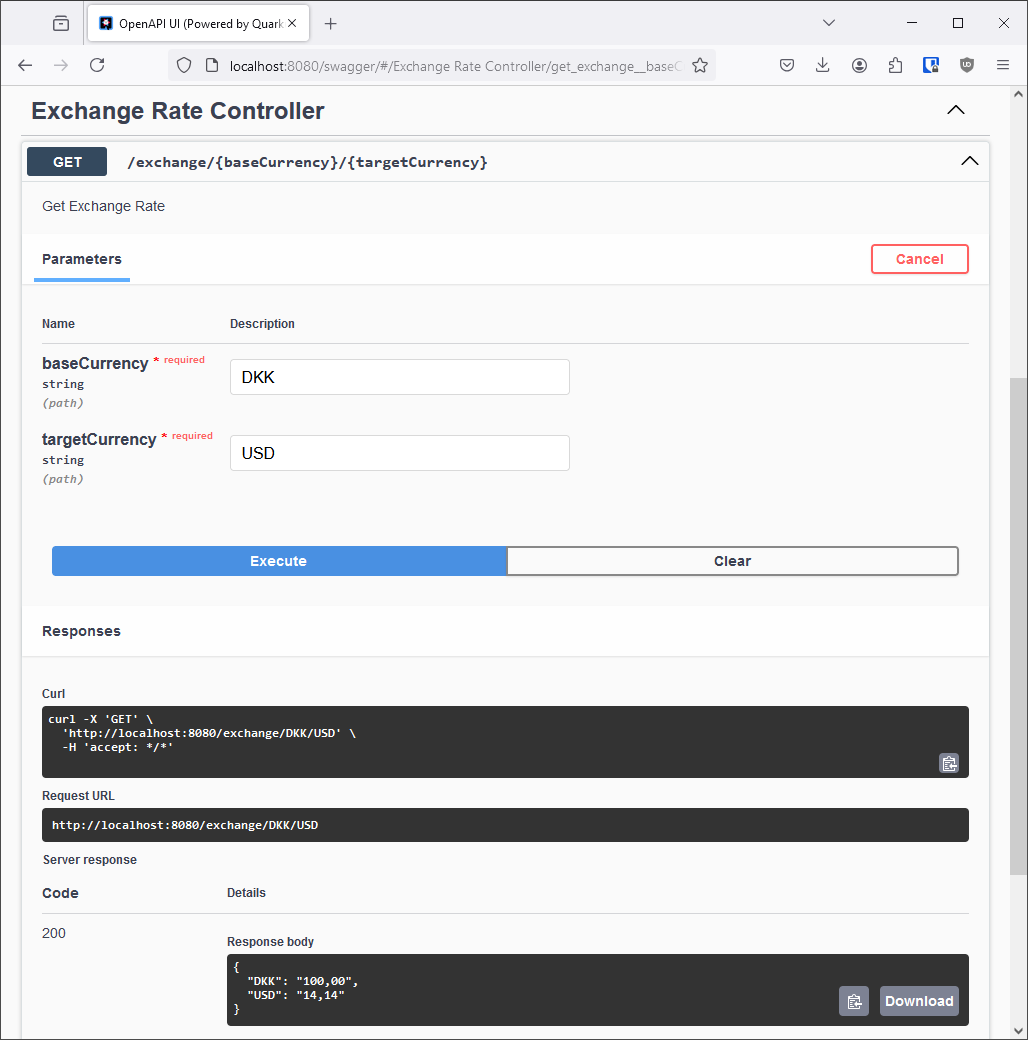 OpenAPI UI (Powered by Quark
localhost:8080/swagger/#/Exchange Rate Controller/get_exchange__baseC
Exchange Rate Controller
GET /exchange/{baseCurrency}/{targetCurrency}
Get Exchange Rate
Parameters Cancel
Name Description
baseCurrency * required
DKK
string
(path)
targetCurrency * required
USD
string
(path)
Execute Clear
Responses
Curl
curl -X 'GET' \
'http://localhost:8080/exchange/DKK/USD' \
-H 'accept: */*'
Request URL
http://localhost:8080/exchange/DKK/USD
Server response
Code Details
200
Response body
{
"DKK": "100,00",
"USD": "14,14"
}
Download